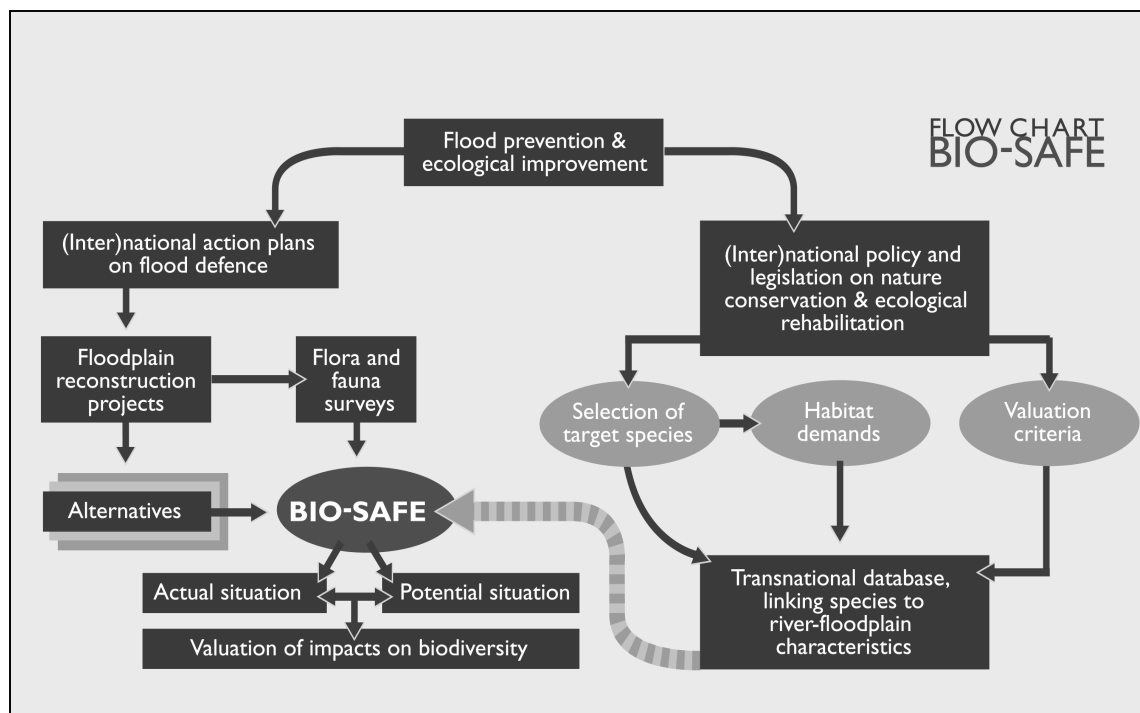 FLOW CHART
BIO-SAFE
Flood prevention &
ecological improvement
(Inter)national action plans
on flood defence
(Inter)national policy and
legislation on nature
conservation & ecological
rehabilitation
Floodplain
reconstruction
projects
Flora and
fauna
surveys
Selection of
target species
Habitat
demands
Valuation
criteria
Alternatives
BIO-SAFE
Actual situation
Potential situation
Valuation of impacts on biodiversity
Transnational database,
linking species to
river-floodplain
characteristics